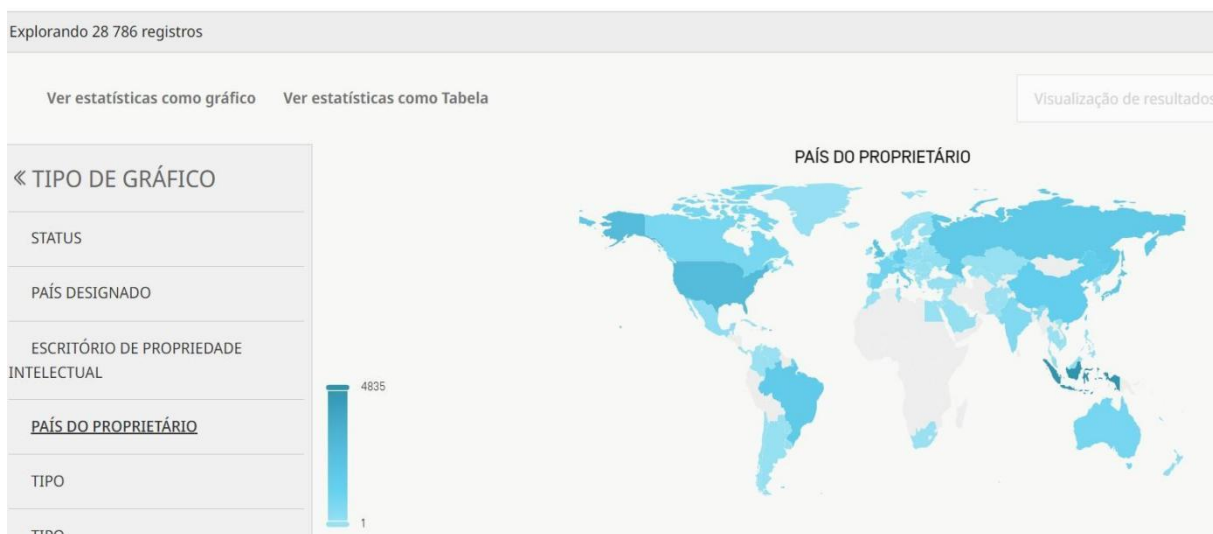 Explorando 28 786 registros
Ver estatísticas como gráfico Ver estatísticas como Tabela
Visualização de resultados
« TIPO DE GRÁFICO
STATUS
PAÍS DESIGNADO
ESCRITÓRIO DE PROPRIEDADE
INTELECTUAL
PAÍS DO PROPRIETÁRIO
TIPO
TIPO
PAÍS DO PROPRIETÁRIO
4835
1